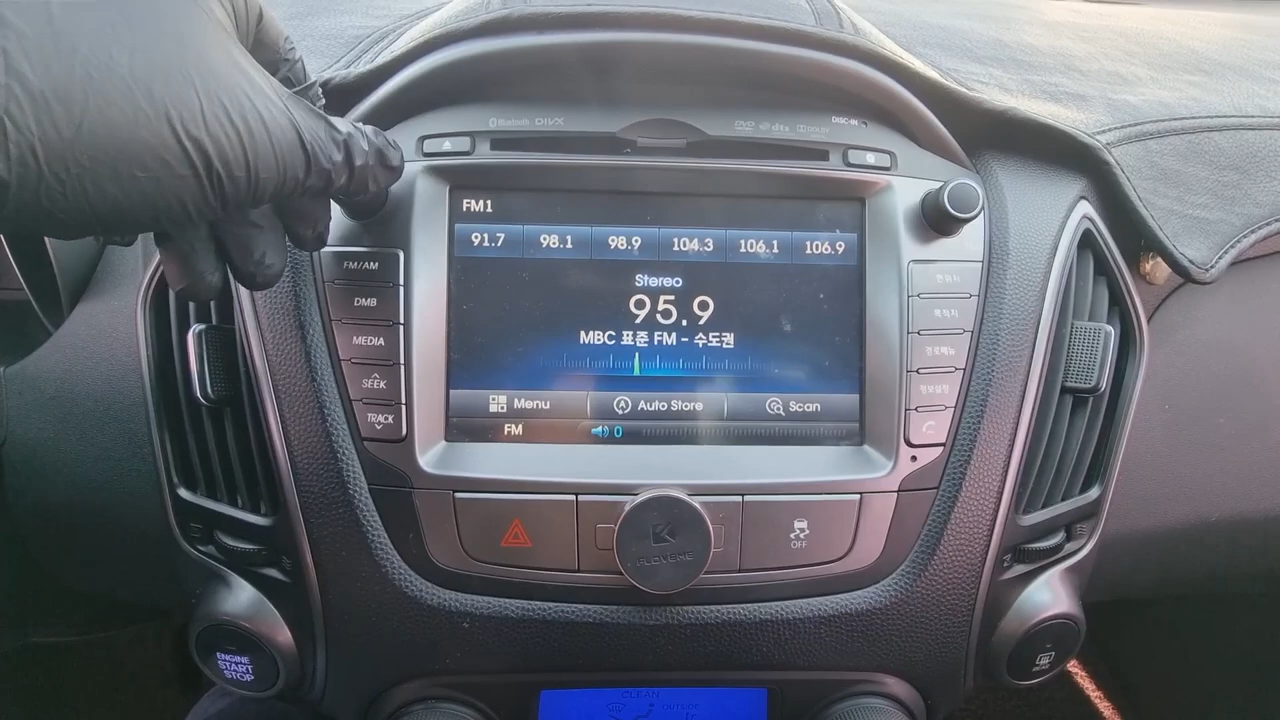 Bluetooth DIVX
DVD dts DOLBY
DISC-IN
FM1
91.7 98.1 98.9 104.3 106.1 106.9
Stereo
95.9
MBC 표준 FM - 수도권
Menu Auto Store Scan
FM 0
FM/AM
DMB
MEDIA
SEEK
TRACK
현위치
목적지
경로메뉴
정보설정
FLOVEME
OFF
ENGINE
START
STOP
REAR
CLEAN
OUTSIDE